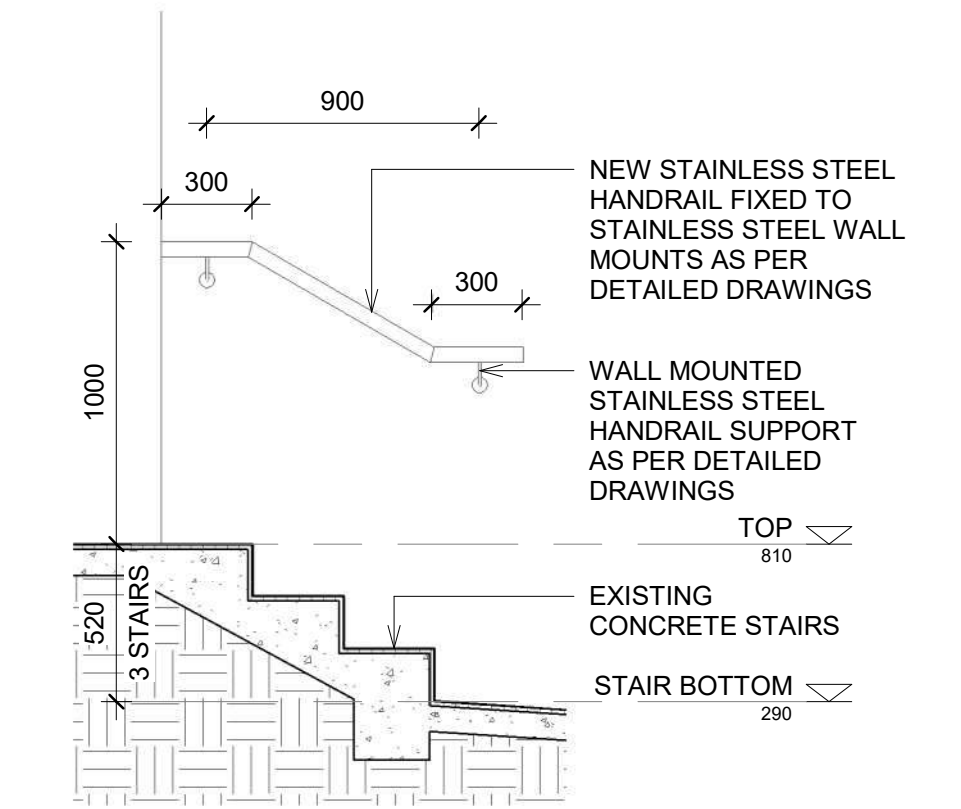 900
300
NEW STAINLESS STEEL
HANDRAIL FIXED TO
STAINLESS STEEL WALL
MOUNTS AS PER
DETAILED DRAWINGS
300
1000
WALL MOUNTED
STAINLESS STEEL
HANDRAIL SUPPORT
AS PER DETAILED
DRAWINGS
TOP
810
520
3 STAIRS
EXISTING
CONCRETE STAIRS
STAIR BOTTOM
290